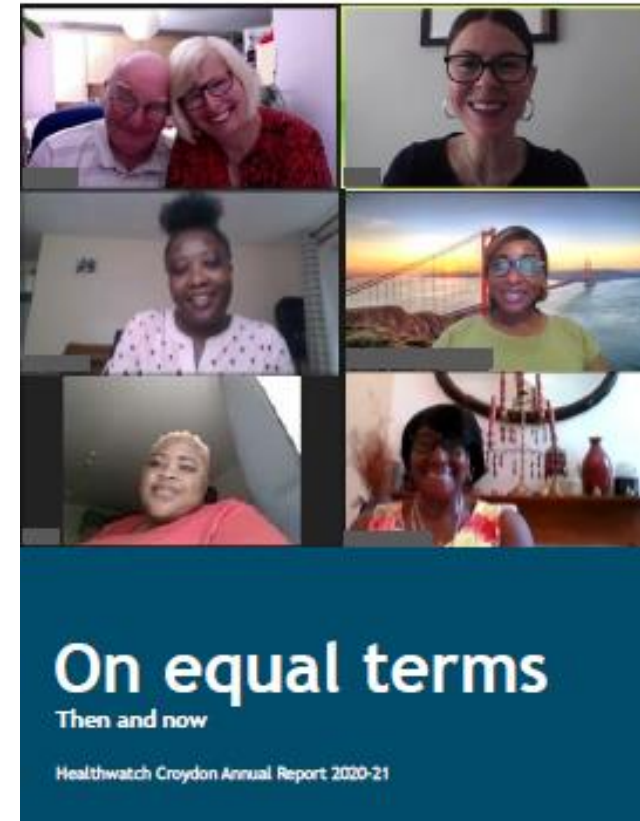 On equal terms
Then and now
Healthwatch Croydon Annual Report 2020-21